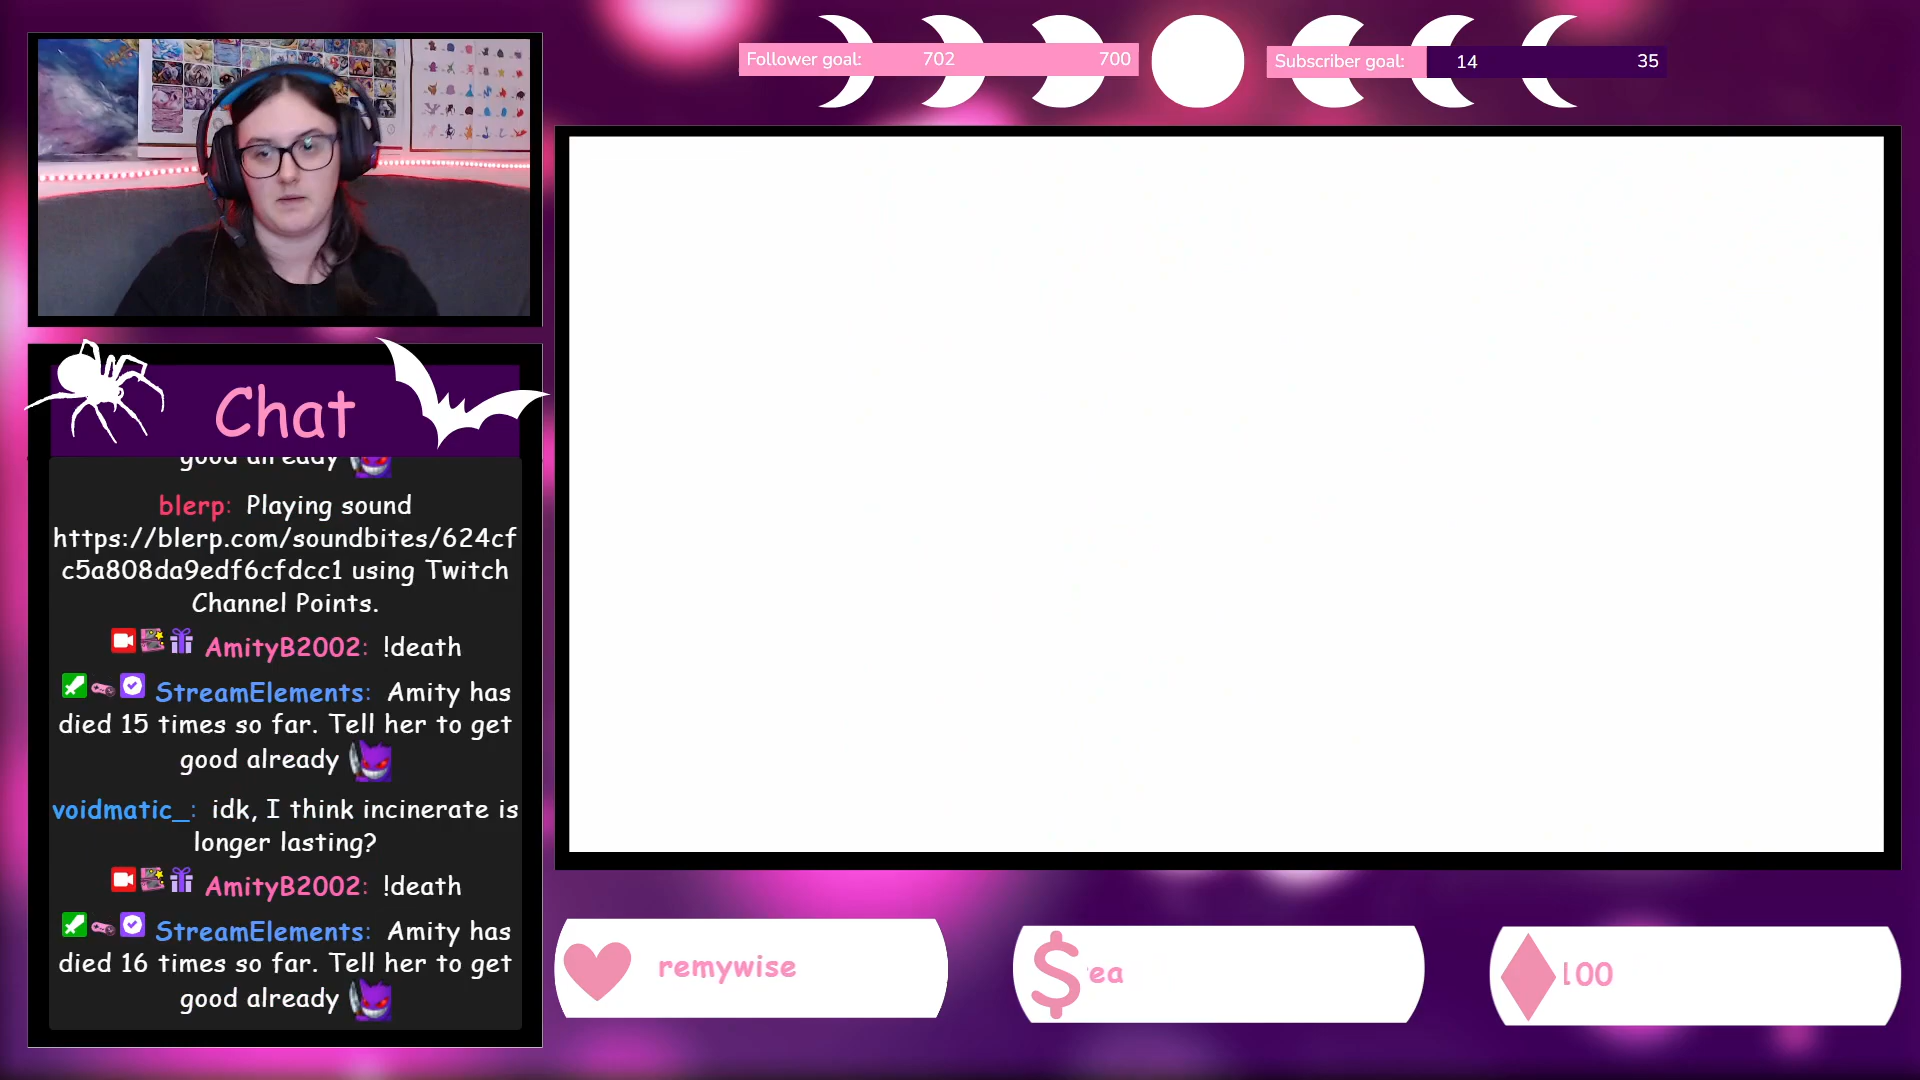 Follower goal: 702 700
Subscriber goal: 14 35
Chat
good already
blerp: Playing sound
https://blerp.com/soundbites/624cf
c5a808da9edf6cfdcc1 using Twitch
Channel Points.
AmityB2002: !death
StreamElements: Amity has
died 15 times so far. Tell her to get
good already
voidmatic_: idk, I think incinerate is
longer lasting?
AmityB2002: !death
StreamElements: Amity has
died 16 times so far. Tell her to get
good already
remywise
$ ea
100